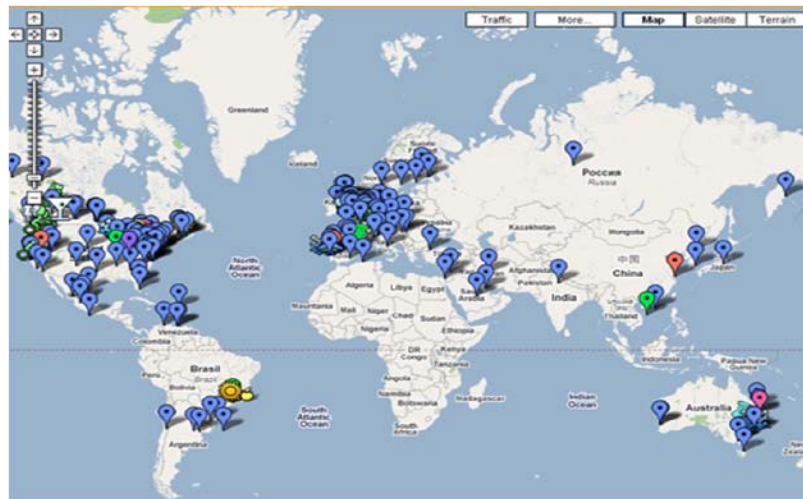 Traffic
More...
Map
Satellite
Terrain
Greenland
Iceland
Россия
Russia
Kazakhstan
Mongolia
中国
China
Japan
Afghanistan
Pakistan
India
Thailand
North
Atlantic
Ocean
Algeria
Libya
Egypt
Saudi
Arabia
Mauritania
Mali
Niger
Chad
Sudan
Nigeria
Ethiopia
DR
Congo
Kenya
Tanzania
Angola
Namibia
Botswana
Madagascar
South
Africa
Venezuela
Colombia
Peru
Brasil
Brazil
Bolivia
Argentina
South
Atlantic
Ocean
Indian
Ocean
Indonesia
Papua New
Guinea
Australia